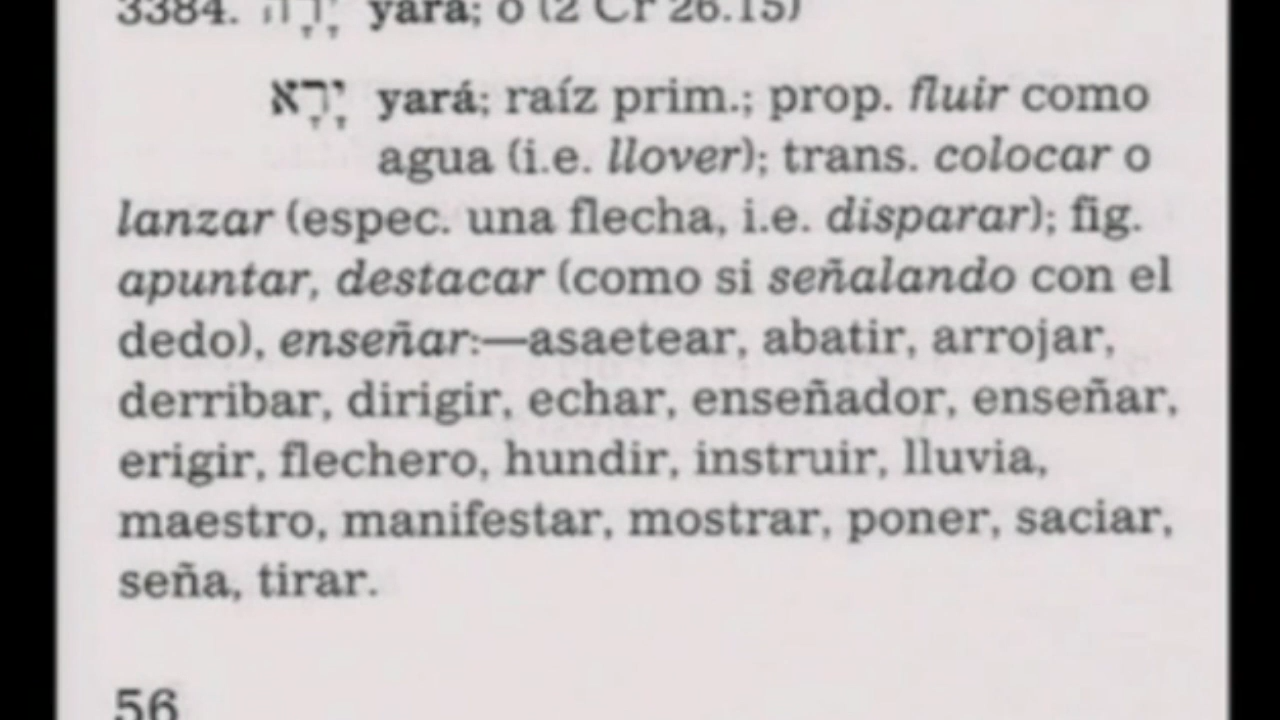 3384. יָרָה yará; o (2 Cr 26.15)
יָרָא yará; raíz prim.; prop. fluir como
agua (i.e. llover); trans. colocar o
lanzar (espec. una flecha, i.e. disparar); fig.
apuntar, destacar (como si señalando con el
dedo), enseñar:—asaetear, abatir, arrojar,
derribar, dirigir, echar, enseñador, enseñar,
erigir, flechero, hundir, instruir, lluvia,
maestro, manifestar, mostrar, poner, saciar,
seña, tirar.
56